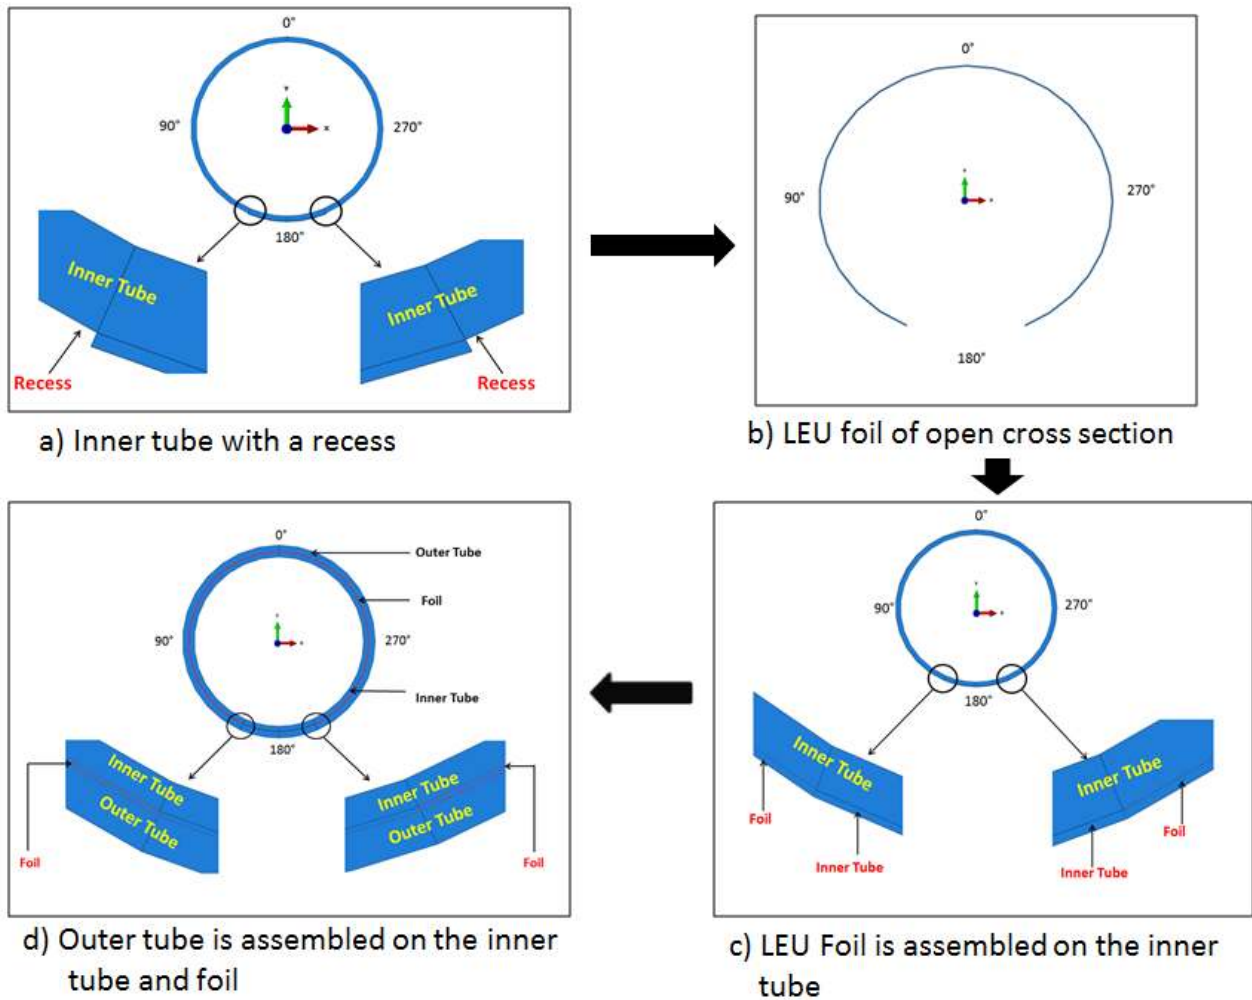 0°
Y
X
90°
270°
180°
Inner Tube
Inner Tube
Recess
Recess
a) Inner tube with a recess
0°
90°
270°
180°
b) LEU foil of open cross section
0°
90°
270°
180°
Inner Tube
Inner Tube
Foil
Foil
Inner Tube
Inner Tube
c) LEU Foil is assembled on the inner
tube
0°
Outer Tube
Foil
90°
270°
Inner Tube
180°
Inner Tube
Outer Tube
Inner Tube
Outer Tube
Foil
Foil
d) Outer tube is assembled on the inner
tube and foil